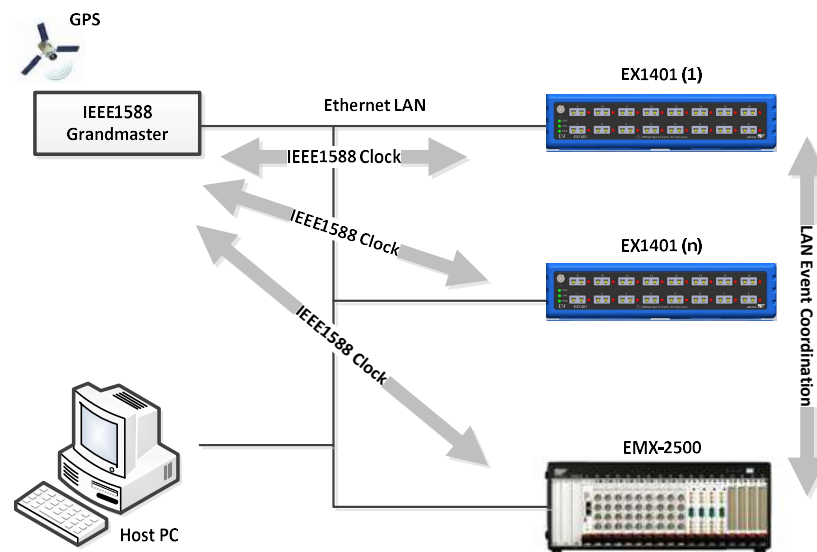 GPS
IEEE1588
Grandmaster
Ethernet LAN
EX1401 (1)
IEEE1588 Clock
IEEE1588 Clock
EX1401 (n)
IEEE1588 Clock
LAN Event Coordination
EMX-2500
Host PC